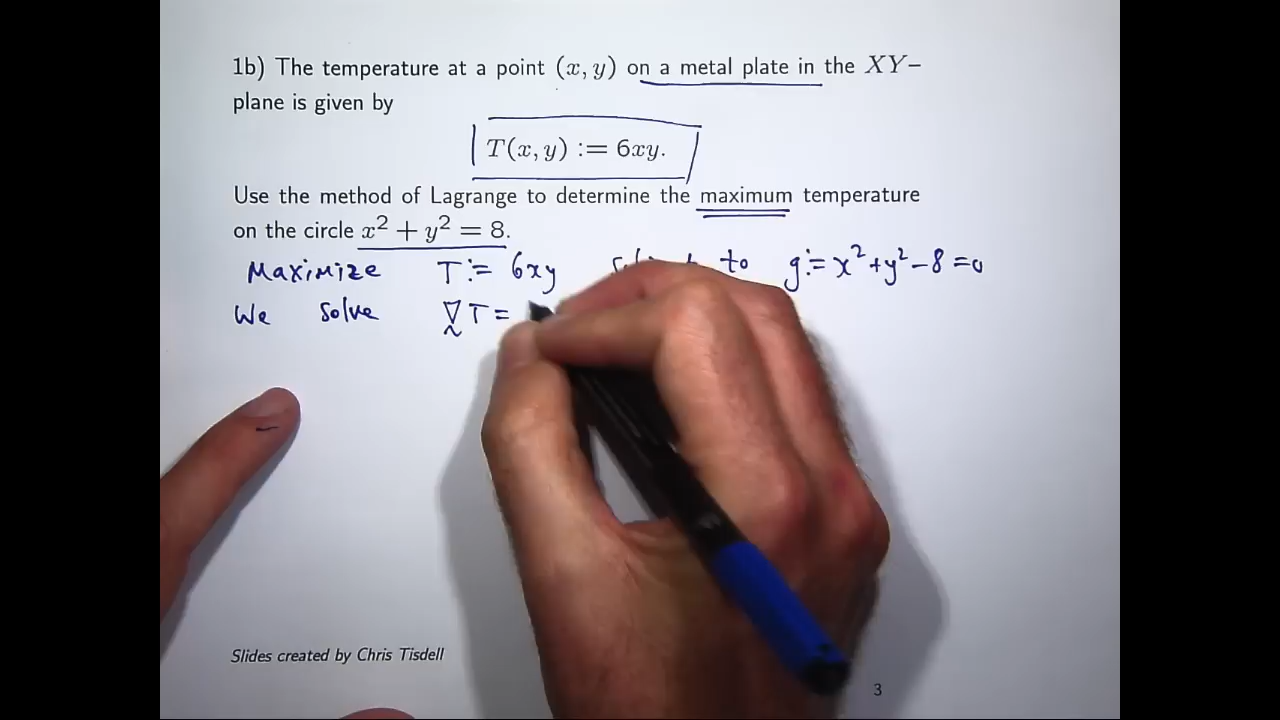 1b) The temperature at a point (x, y) on a metal plate in the XY–
plane is given by
T(x, y) := 6xy.
Use the method of Lagrange to determine the maximum temperature
on the circle x² + y² = 8.
Maximize T := 6xy to g := x² + y² - 8 = 0
We solve ∇T =
Slides created by Chris Tisdell
3